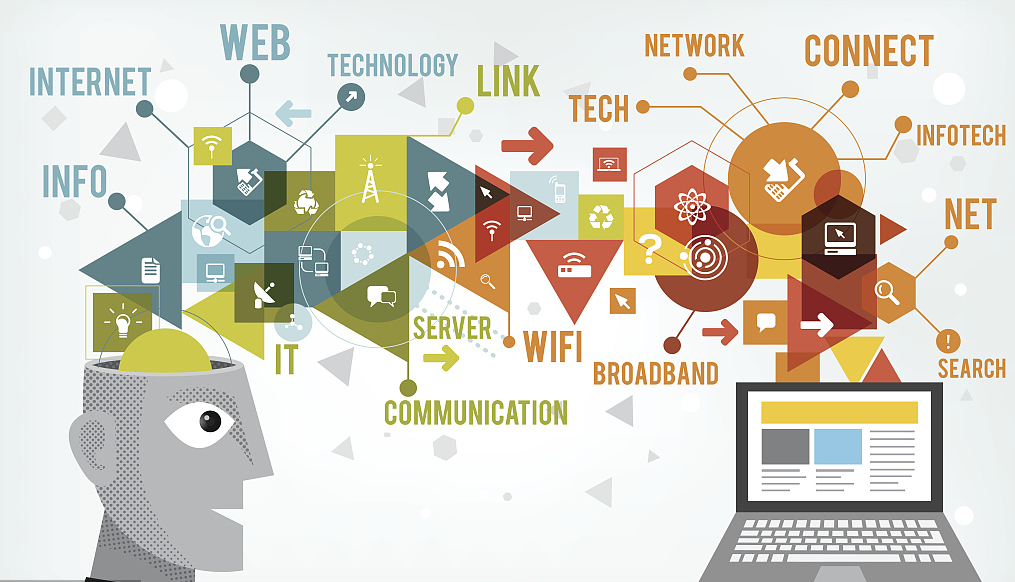 WEB
INTERNET
TECHNOLOGY
LINK
INFO
NETWORK
CONNECT
TECH
INFOTECH
NET
?
SERVER
IT
WIFI
BROADBAND
!
SEARCH
COMMUNICATION